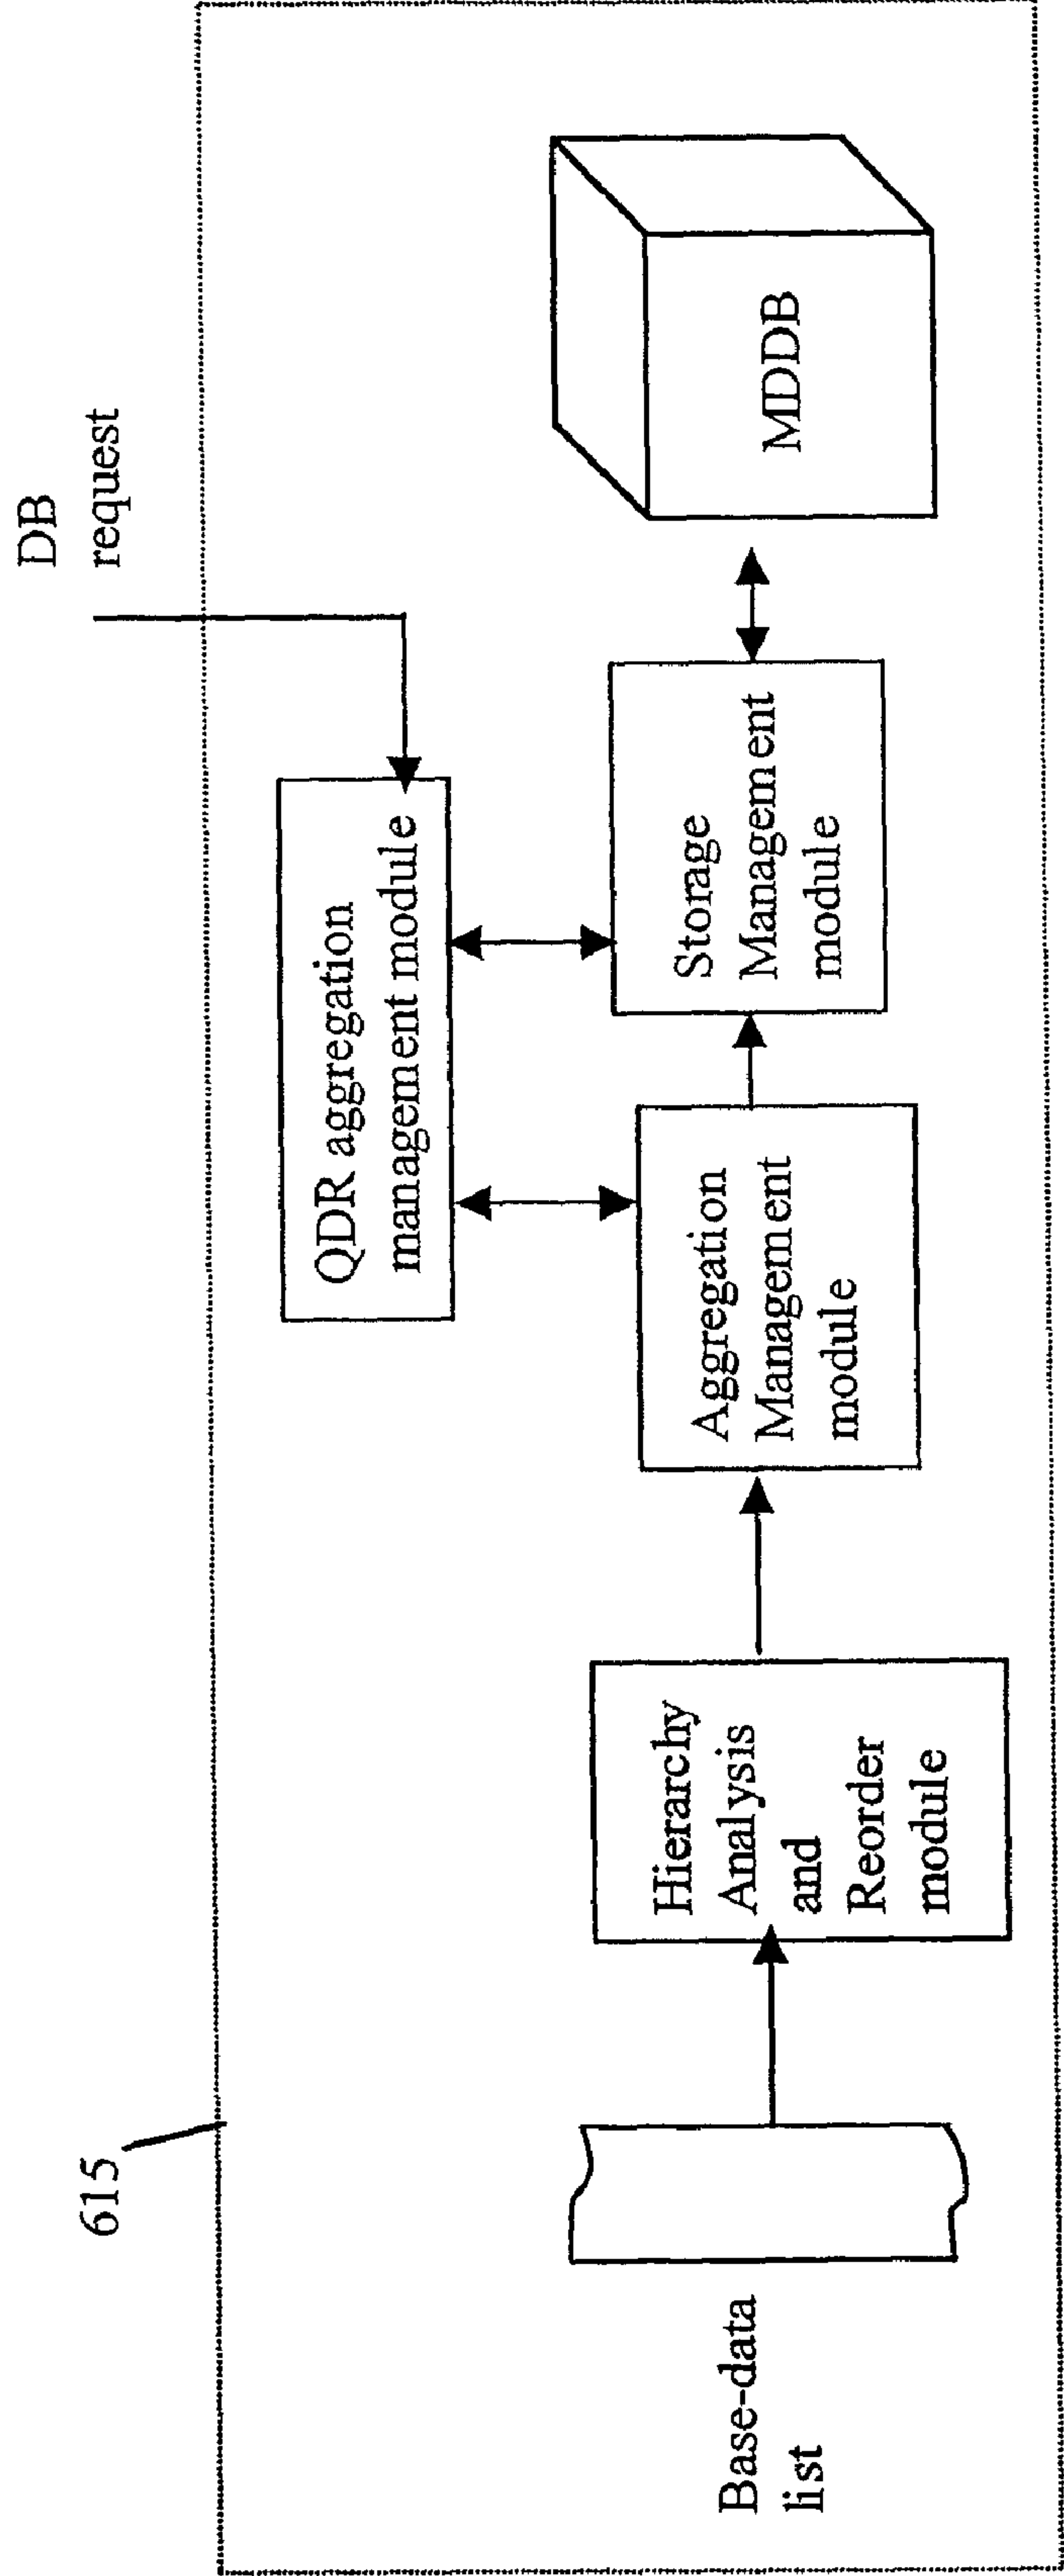 615
DB
request
QDR aggregation
management module
Base-data
list
Hierarchy
Analysis
and
Reorder
module
Aggregation
Management
module
Storage
Management
module
MDDB